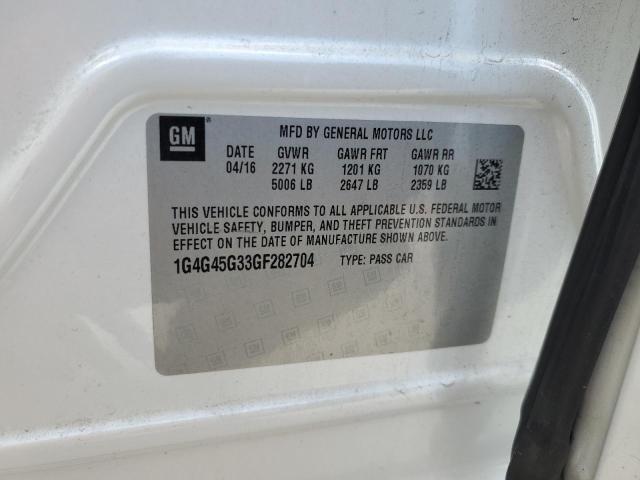 GM
MFD BY GENERAL MOTORS LLC
DATE GVWR GAWR FRT GAWR RR
04/16 2271 KG 1201 KG 1070 KG
5006 LB 2647 LB 2359 LB
THIS VEHICLE CONFORMS TO ALL APPLICABLE U.S. FEDERAL MOTOR
VEHICLE SAFETY, BUMPER, AND THEFT PREVENTION STANDARDS IN
EFFECT ON THE DATE OF MANUFACTURE SHOWN ABOVE.
1G4G45G33GF282704 TYPE: PASS CAR